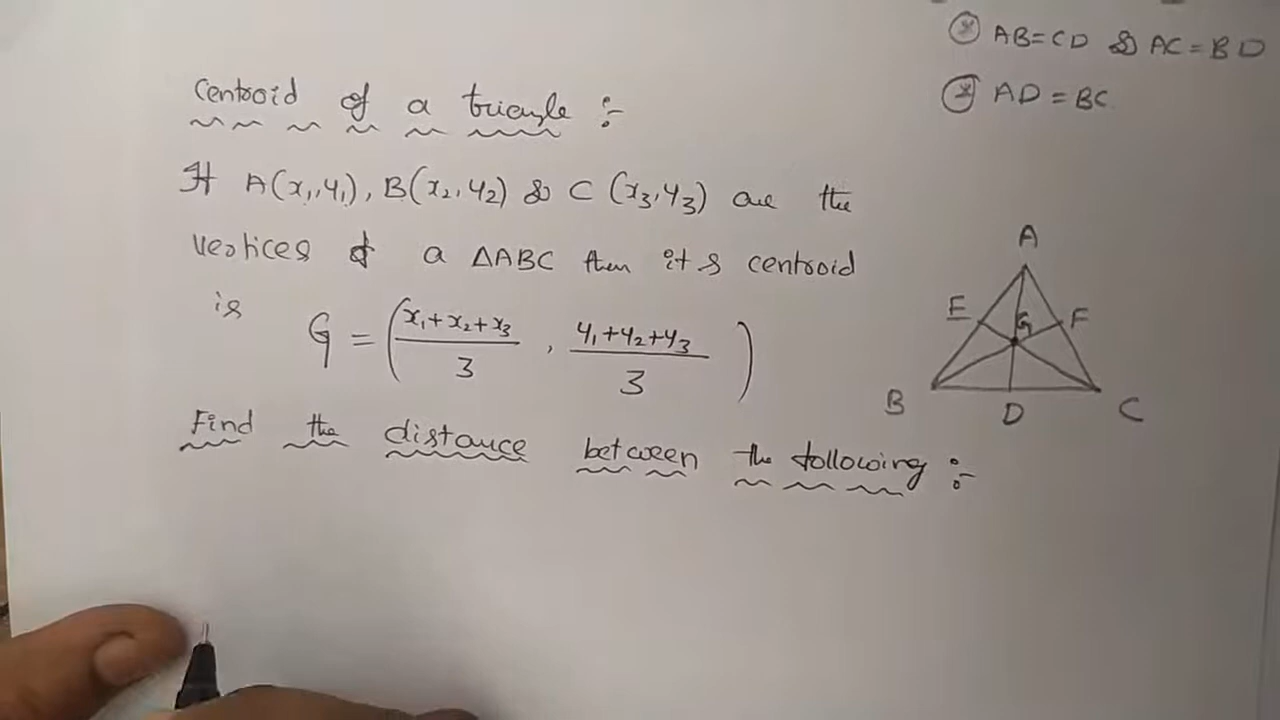 * AB=CD & AC=BD
* AD=BC
Centroid of a triangle :-
If A(x₁,y₁), B(x₂,y₂) & C (x₃,y₃) are the
vertices of a ΔABC then it s centroid
is G = (x₁+x₂+x₃/3 , y₁+y₂+y₃/3)
A
E F
G
B D C
Find the distance between the following :-